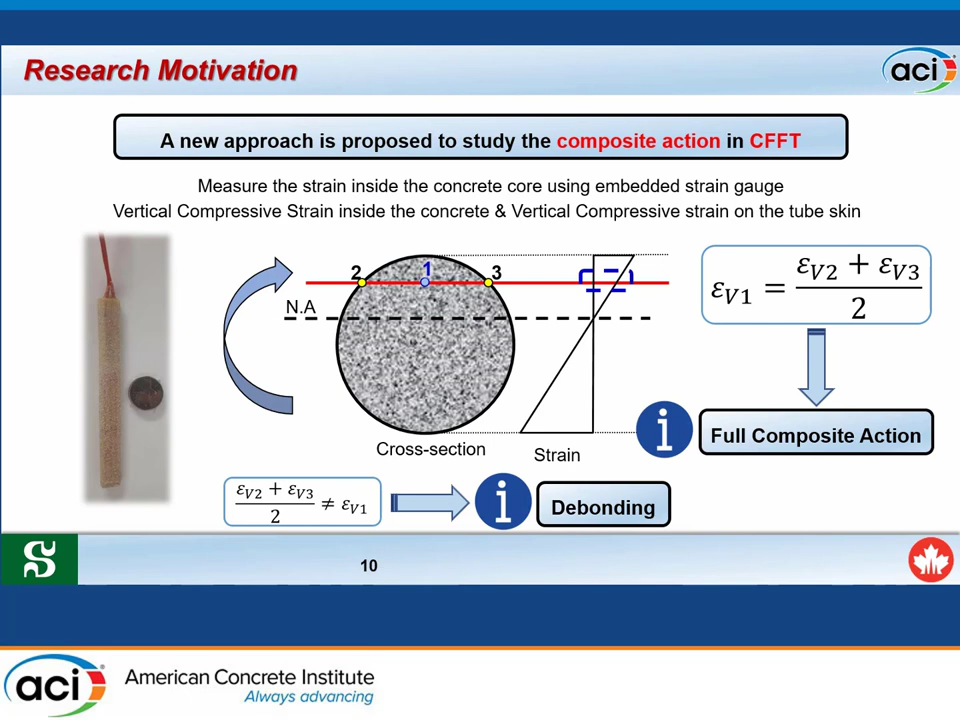 Research Motivation
aci
A new approach is proposed to study the composite action in CFFT
Measure the strain inside the concrete core using embedded strain gauge
Vertical Compressive Strain inside the concrete & Vertical Compressive strain on the tube skin
2 1 3
N.A
Cross-section
Strain
εV1 = (εV2 + εV3) / 2
i Full Composite Action
(εV2 + εV3) / 2 ≠ εV1
i Debonding
S
10
aci American Concrete Institute
Always advancing